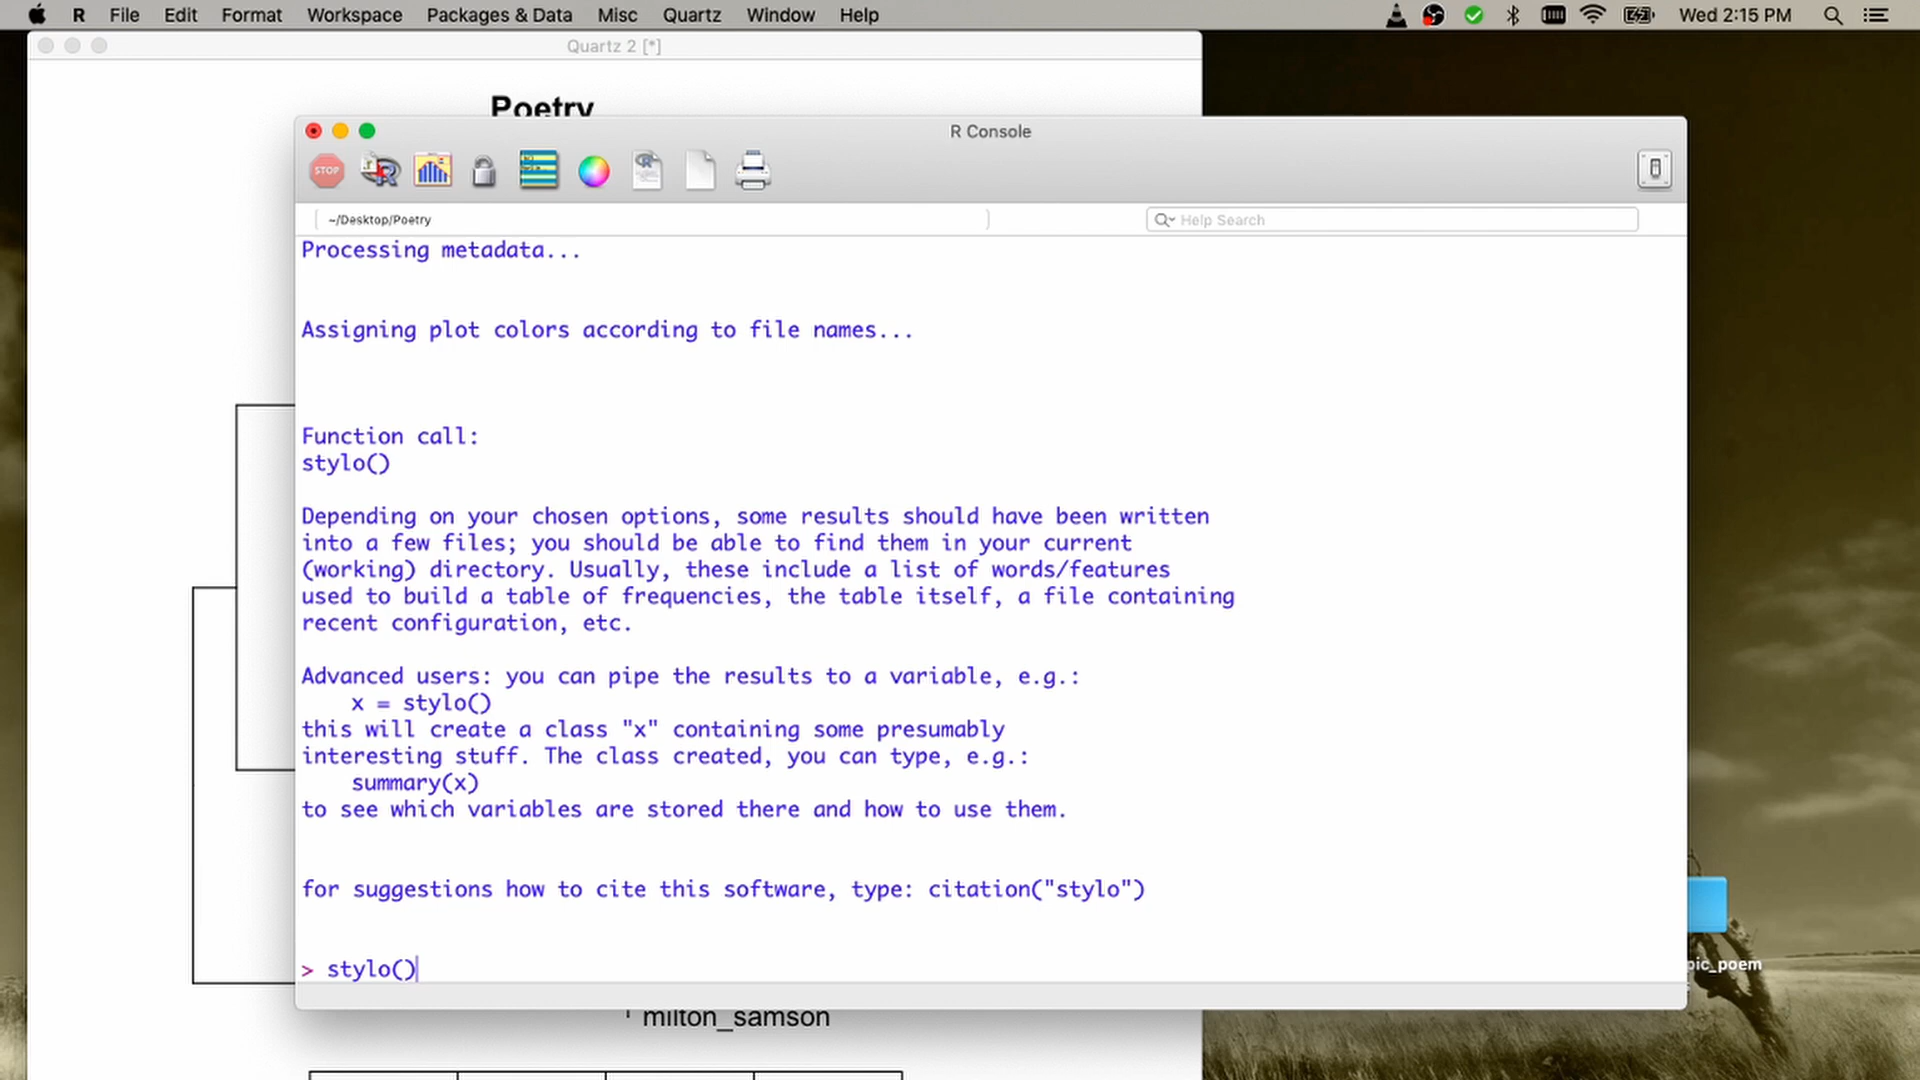 R File Edit Format Workspace Packages & Data Misc Quartz Window Help Wed 2:15 PM
Quartz 2 [*]
Poetry
R Console
STOP
~/Desktop/Poetry
Help Search
Processing metadata...
Assigning plot colors according to file names...
Function call:
stylo()
Depending on your chosen options, some results should have been written
into a few files; you should be able to find them in your current
(working) directory. Usually, these include a list of words/features
used to build a table of frequencies, the table itself, a file containing
recent configuration, etc.
Advanced users: you can pipe the results to a variable, e.g.:
x = stylo()
this will create a class "x" containing some presumably
interesting stuff. The class created, you can type, e.g.:
summary(x)
to see which variables are stored there and how to use them.
for suggestions how to cite this software, type: citation("stylo")
> stylo()
pic_poem
milton_samson